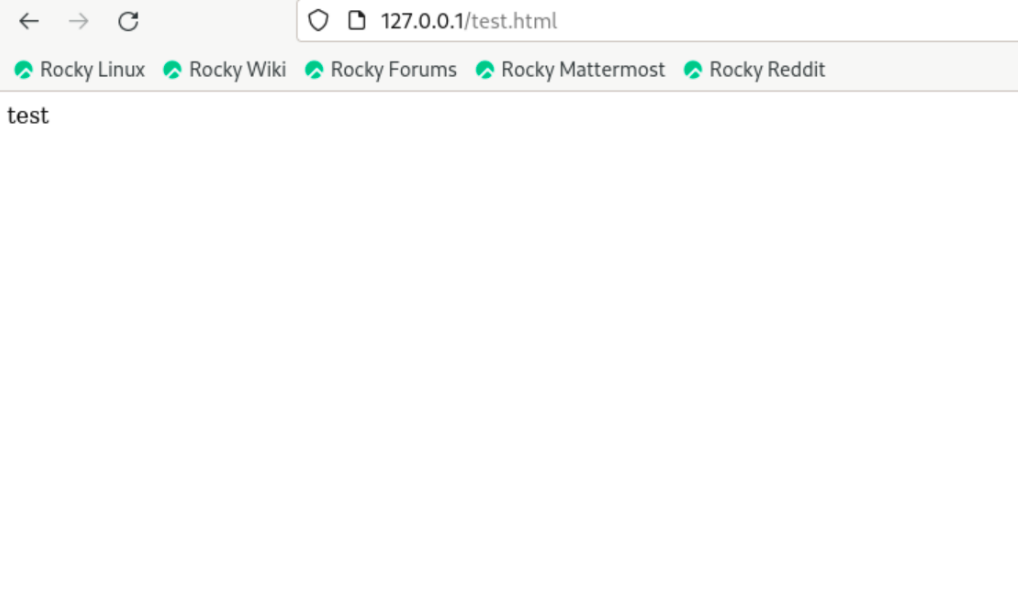 127.0.0.1/test.html
Rocky Linux Rocky Wiki Rocky Forums Rocky Mattermost Rocky Reddit
test